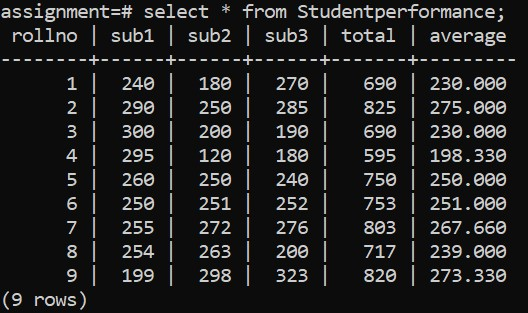 assignment=# select * from Studentperformance;
 rollno | sub1 | sub2 | sub3 | total | average
--------+------+------+------+-------+---------
      1 |  240 |  180 |  270 |   690 | 230.000
      2 |  290 |  250 |  285 |   825 | 275.000
      3 |  300 |  200 |  190 |   690 | 230.000
      4 |  295 |  120 |  180 |   595 | 198.330
      5 |  260 |  250 |  240 |   750 | 250.000
      6 |  250 |  251 |  252 |   753 | 251.000
      7 |  255 |  272 |  276 |   803 | 267.660
      8 |  254 |  263 |  200 |   717 | 239.000
      9 |  199 |  298 |  323 |   820 | 273.330
(9 rows)